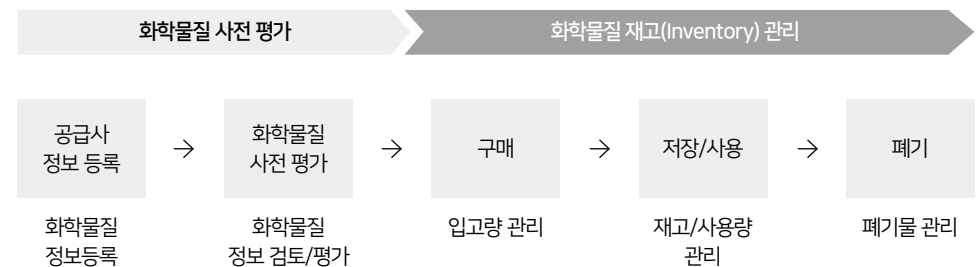 화학물질 사전 평가
화학물질 재고(Inventory) 관리
공급사
정보 등록
→
화학물질
사전 평가
→
구매
→
저장/사용
→
폐기
화학물질
정보등록
화학물질
정보 검토/평가
입고량 관리
재고/사용량
관리
폐기물 관리